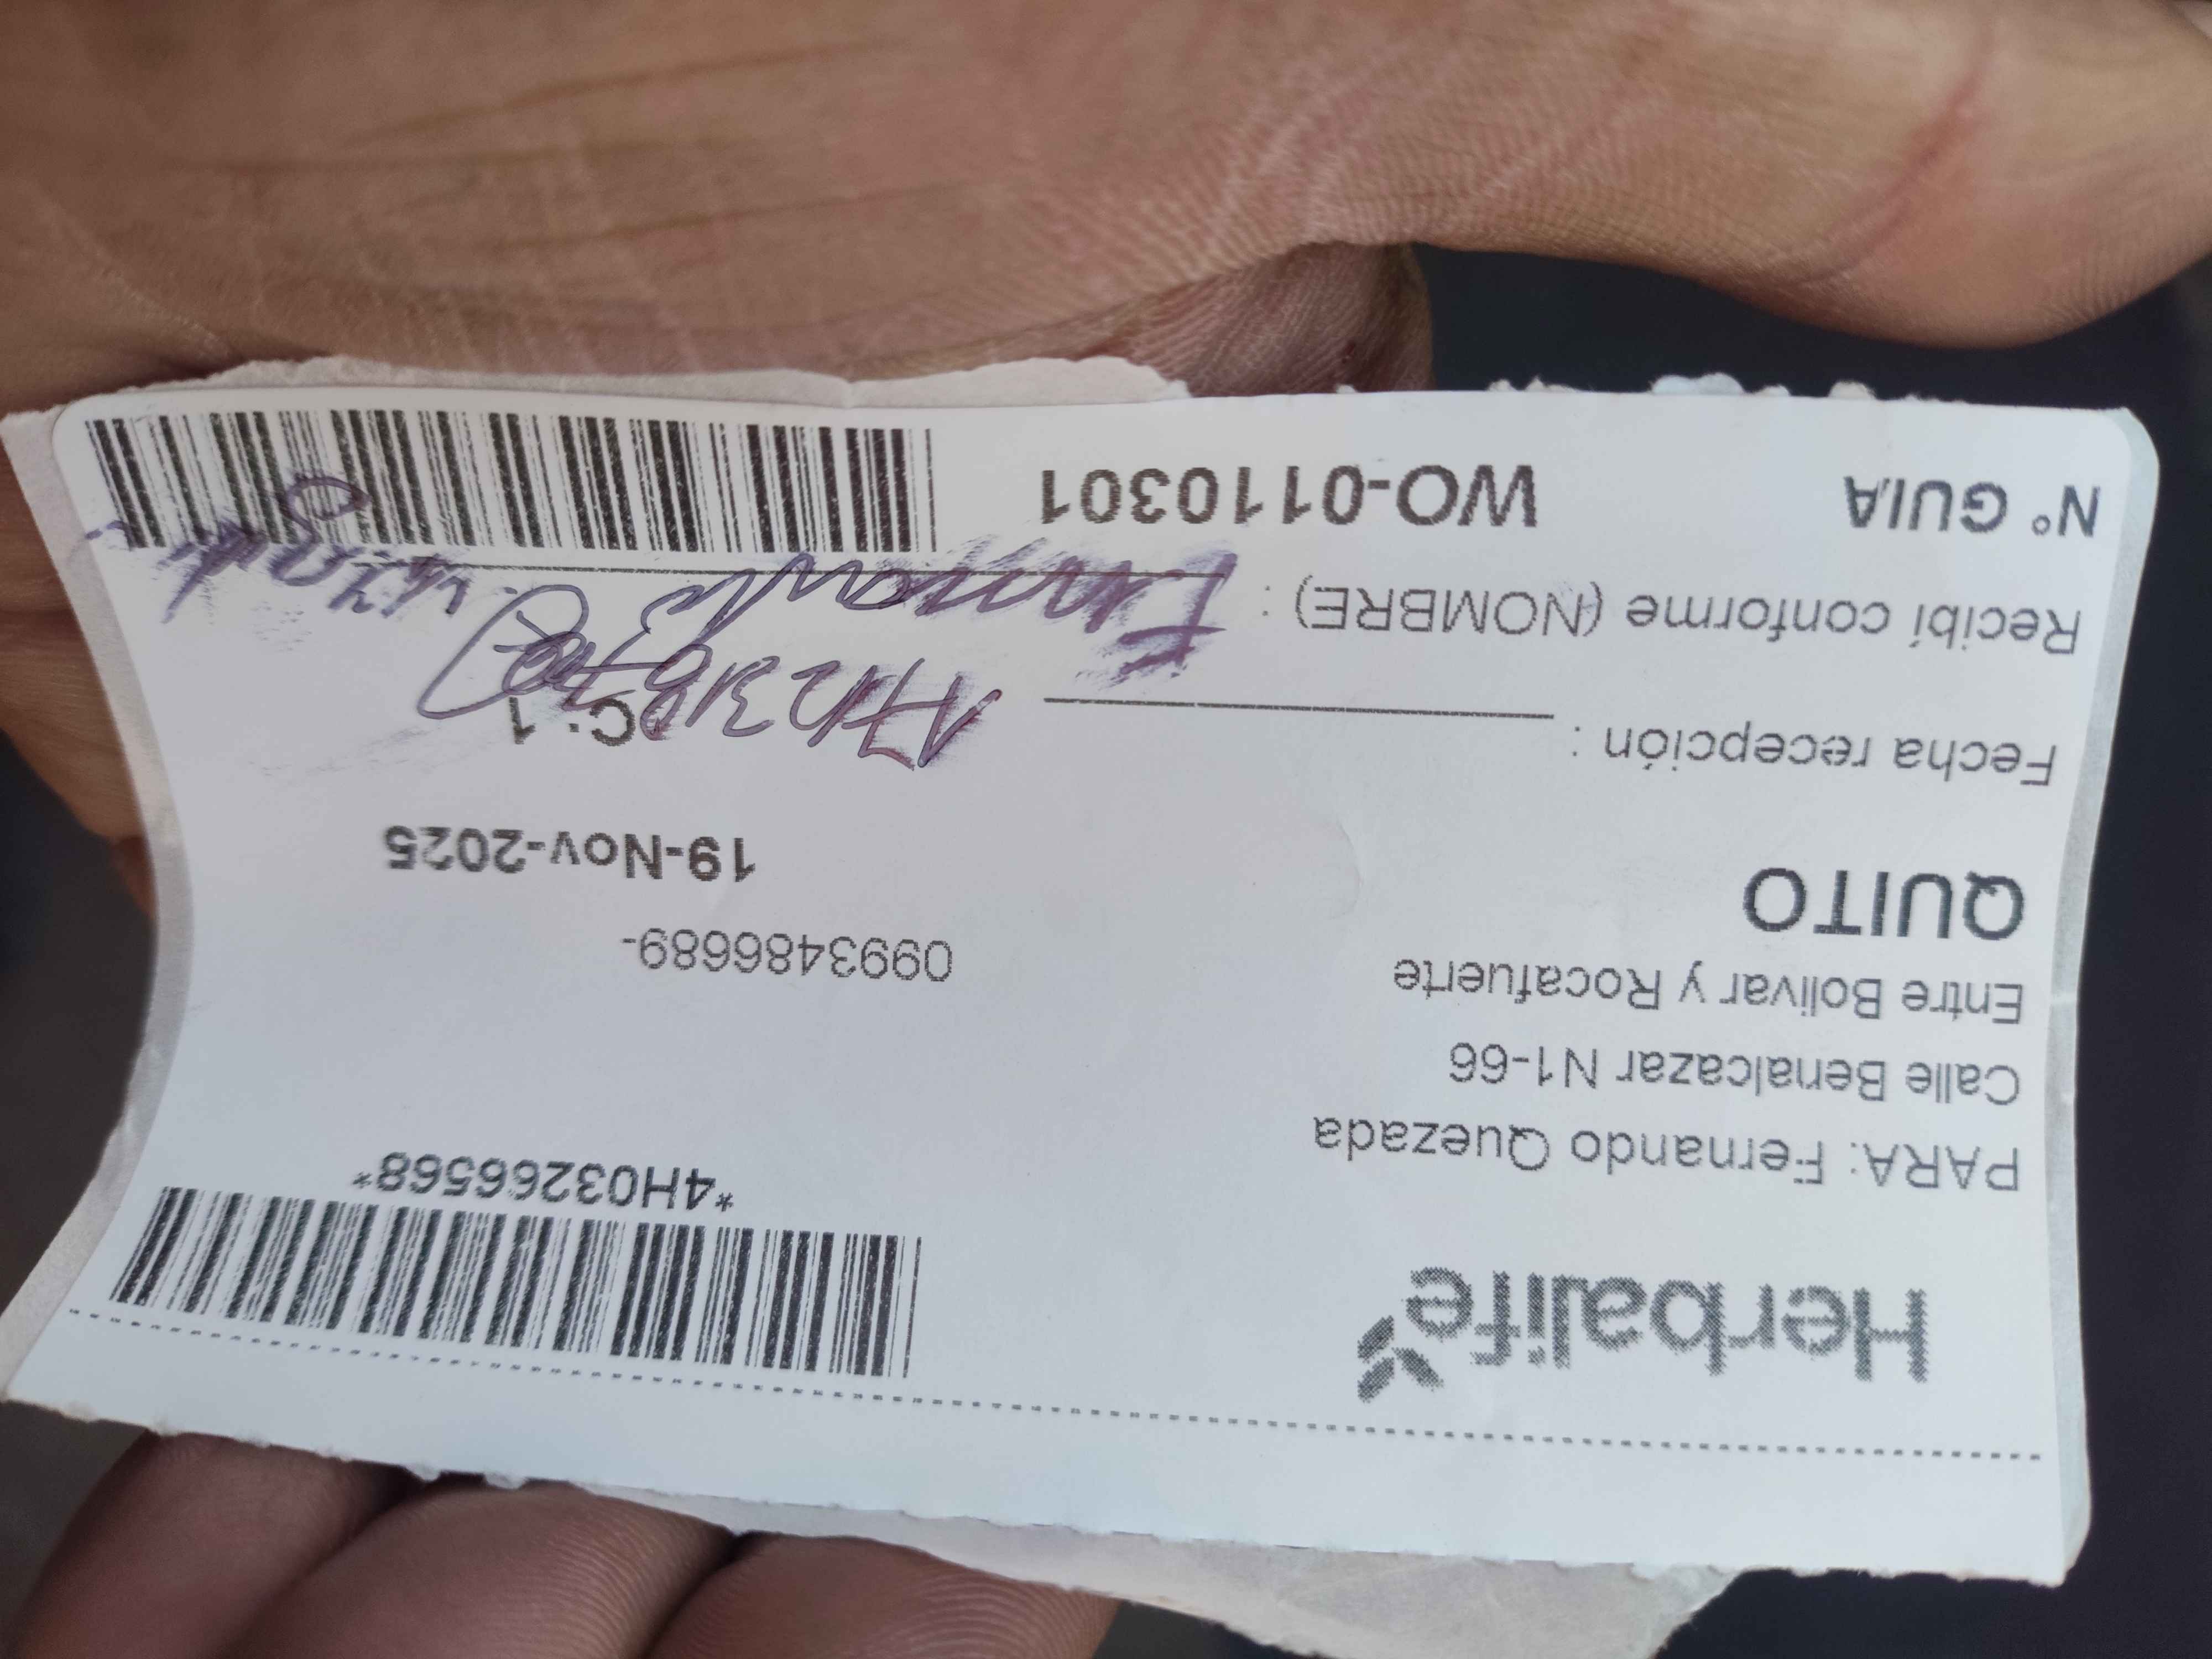 Herbalife
*4H03266568*
PARA: Fernando Quezada
Calle Benalcazar N1-66
Entre Bolivar y Rocafuerte
0993486689-
QUITO
19-Nov-2025
Fecha recepción :
C: 1
Recibí conforme (NOMBRE) :
N° GUIA WO-0110301